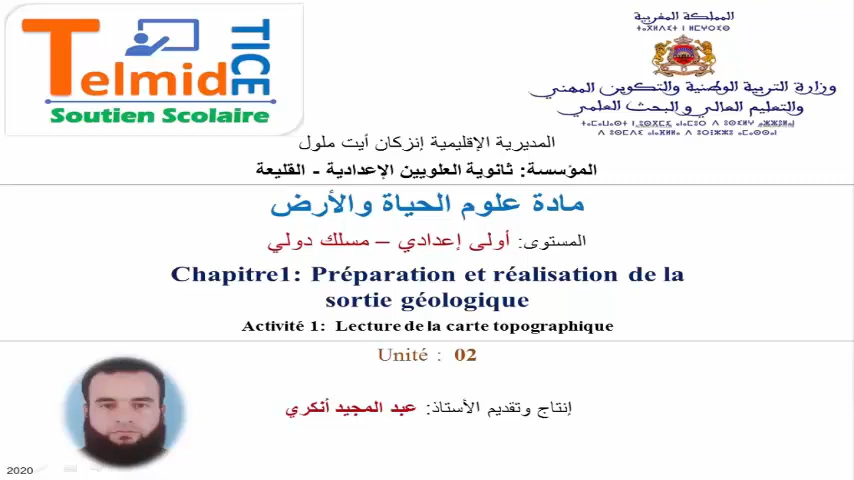 Telmid TICE
Soutien Scolaire
المملكة المغربية
ⵜⴰⴳⵍⴷⵉⵜ ⵏ ⵍⵎⵖⵔⵉⴱ
وزارة التربية الوطنية والتكوين المهني
والتعليم العالي والبحث العلمي
المديرية الإقليمية إنزكان أيت ملول
المؤسسة: ثانوية العلويين الإعدادية - القليعة
مادة علوم الحياة والأرض
المستوى: أولى إعدادي – مسلك دولي
Chapitre1: Préparation et réalisation de la
sortie géologique
Activité 1: Lecture de la carte topographique
Unité : 02
إنتاج وتقديم الأستاذ: عبد المجيد أنكري
2020